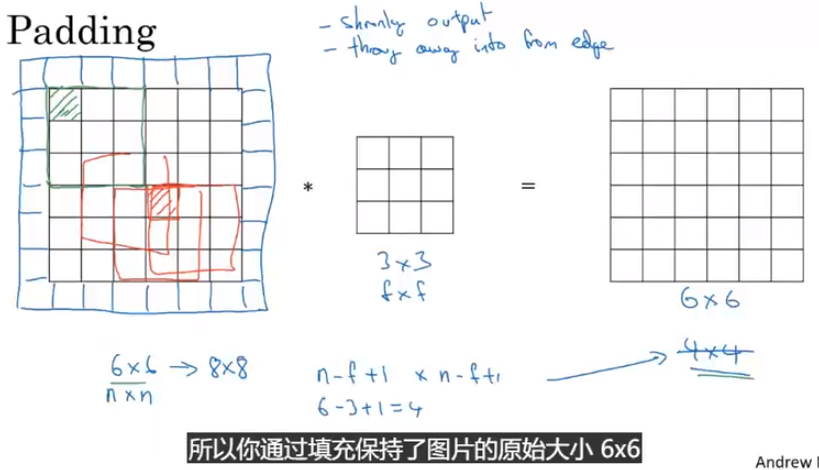 Padding
- shrinky output
- throw away info from edge
*
=
3×3
f×f
6×6
6×6 → 8×8
n×n
n-f+1 × n-f+1
6-3+1=4
4×4
所以你通过填充保持了图片的原始大小 6x6
Andrew